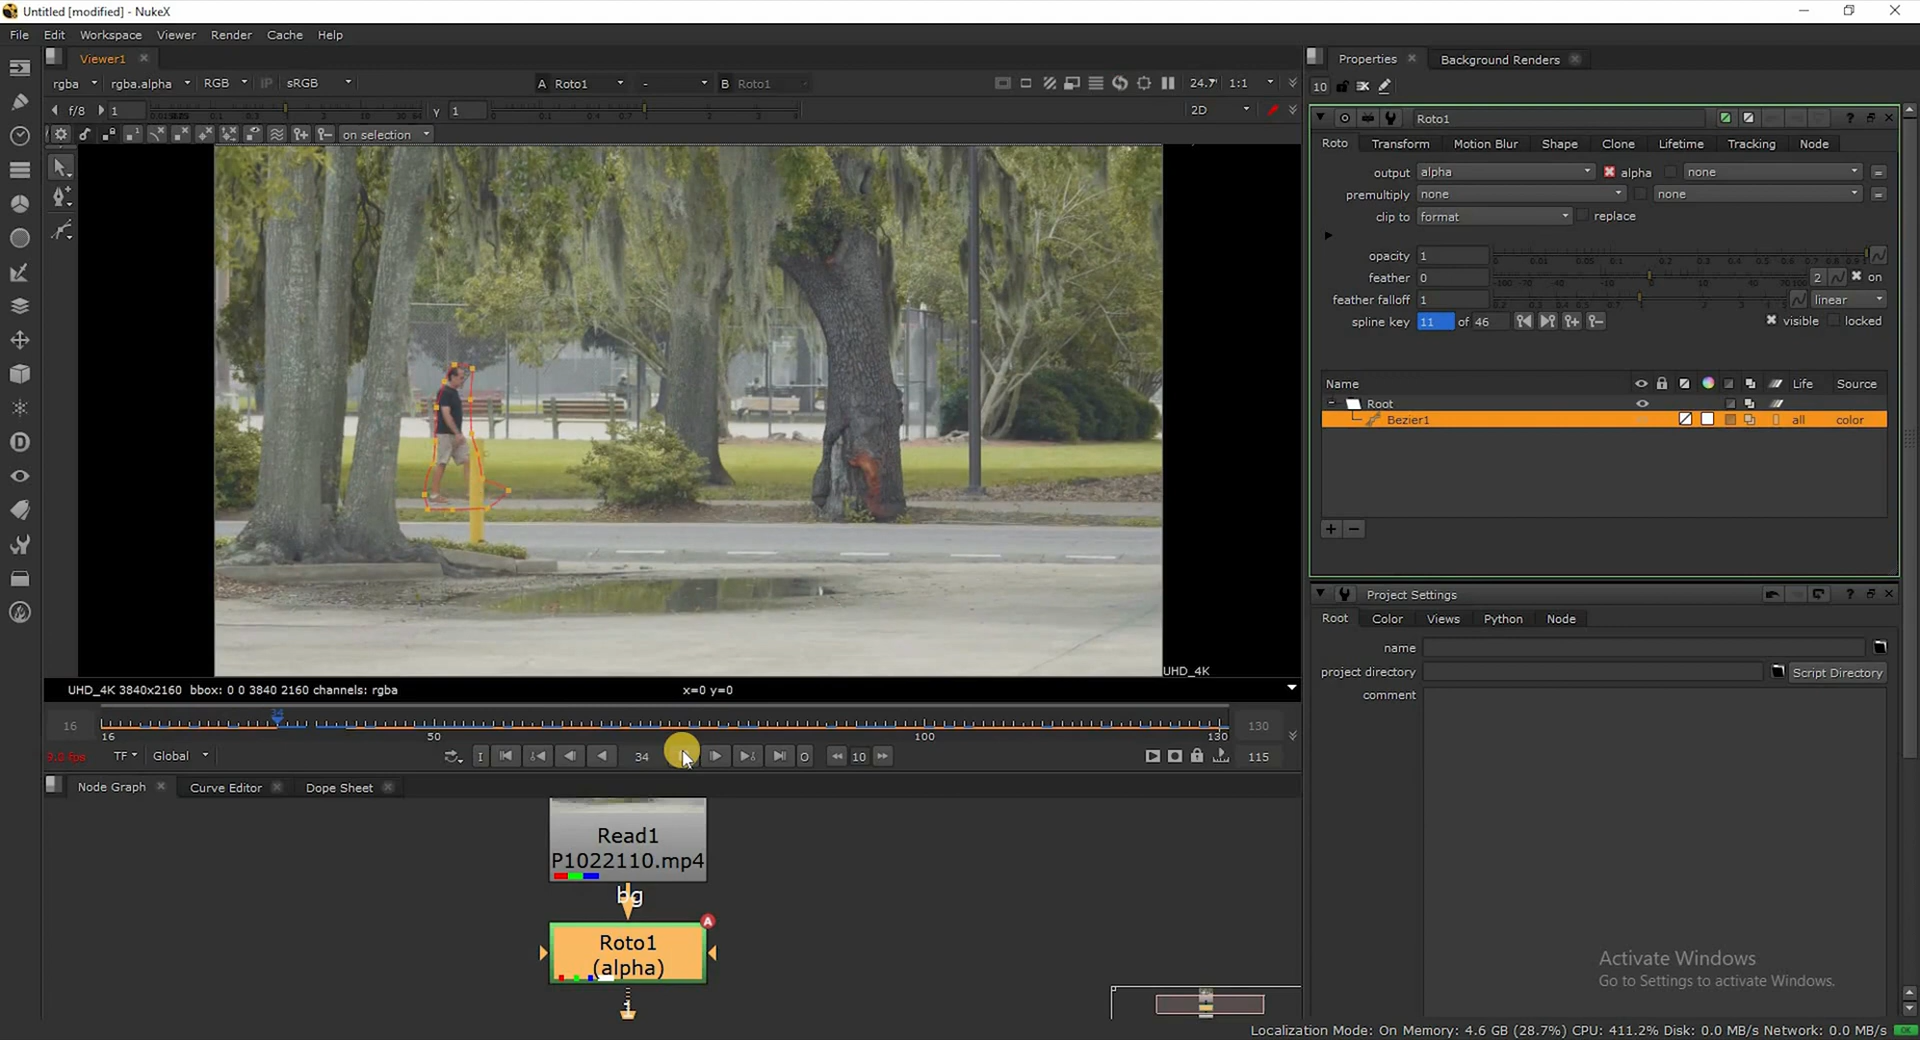 Untitled [modified] - NukeX
File Edit Workspace Viewer Render Cache Help
Viewer1
rgba rgba.alpha RGB IP sRGB A Roto1 - B Roto1 24.7 1:1
f/8 1 y 1 2D
on selection
UHD_4K
UHD_4K 3840x2160 bbox: 0 0 3840 2160 channels: rgba x=0 y=0
16 34 130
16 50 100 130
9.8 fps TF Global I 34 O 10 115
Node Graph Curve Editor Dope Sheet
Read1
P1022110.mp4
bg
A
Roto1
(alpha)
Properties Background Renders
10
Roto1
Roto Transform Motion Blur Shape Clone Lifetime Tracking Node
output alpha alpha none =
premultiply none none =
clip to format replace
opacity 1
feather 0 2 on
feather falloff 1 linear
spline key 11 of 46 visible locked
Name Life Source
Root
Bezier1 all color
+ −
Project Settings
Root Color Views Python Node
name
project directory Script Directory
comment
Activate Windows
Go to Settings to activate Windows.
Localization Mode: On Memory: 4.6 GB (28.7%) CPU: 411.2% Disk: 0.0 MB/s Network: 0.0 MB/s